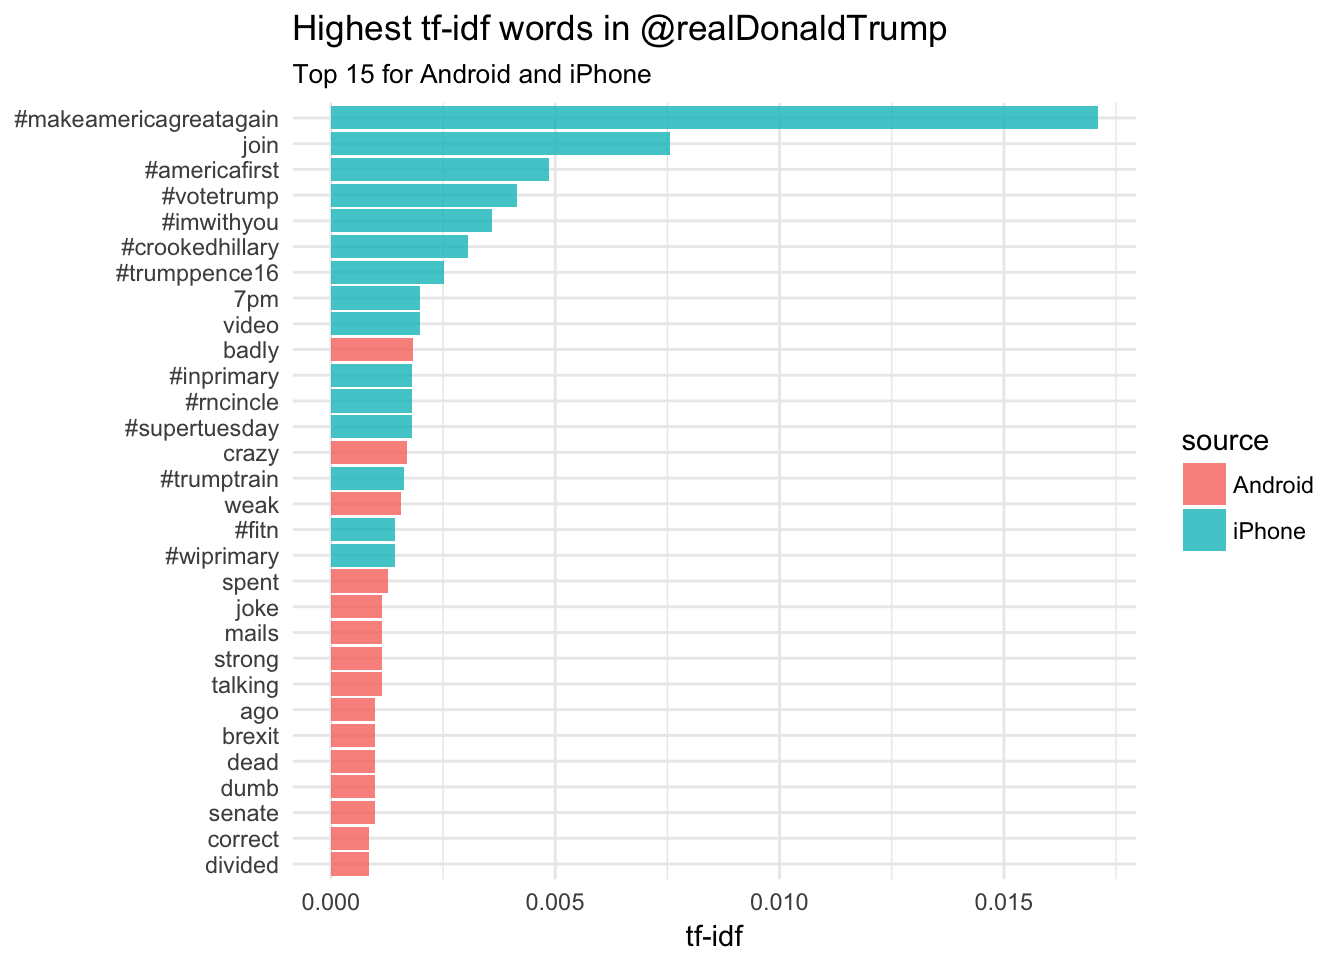 Highest tf-idf words in @realDonaldTrump
Top 15 for Android and iPhone
#makeamericagreatagain
join
#americafirst
#votetrump
#imwithyou
#crookedhillary
#trumppence16
7pm
video
badly
#inprimary
#rncincle
#supertuesday
crazy
#trumptrain
weak
#fitn
#wiprimary
spent
joke
mails
strong
talking
ago
brexit
dead
dumb
senate
correct
divided
0.000 0.005 0.010 0.015
tf-idf
source
Android
iPhone